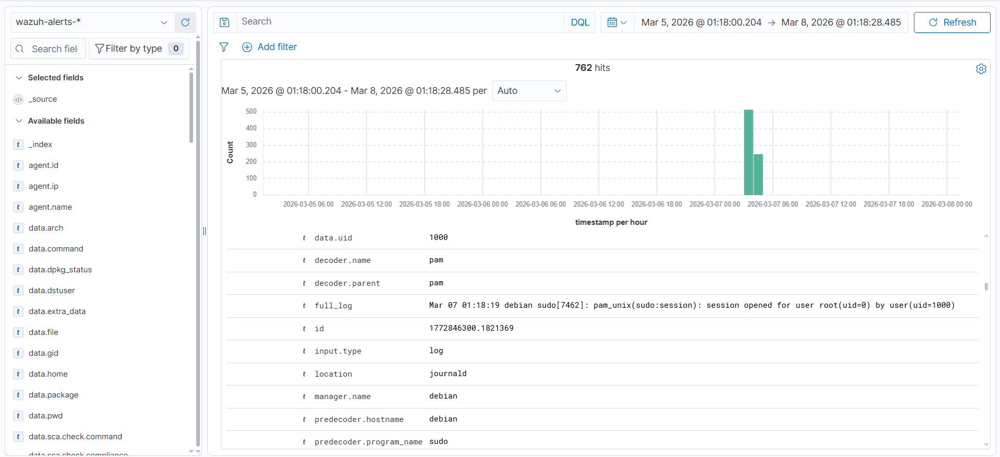 wazuh-alerts-*
Search fiel
Filter by type 0
Selected fields
_source
Available fields
t _index
t agent.id
t agent.ip
t agent.name
t data.arch
t data.command
t data.dpkg_status
t data.dstuser
t data.extra_data
t data.file
t data.gid
t data.home
t data.package
t data.pwd
t data.sca.check.command
data.sca.check.compliance
Search DQL Mar 5, 2026 @ 01:18:00.204 → Mar 8, 2026 @ 01:18:28.485 Refresh
Add filter
762 hits
Mar 5, 2026 @ 01:18:00.204 - Mar 8, 2026 @ 01:18:28.485 per Auto
Count
500
400
300
200
100
0
2026-03-05 06:00 2026-03-05 12:00 2026-03-05 18:00 2026-03-06 00:00 2026-03-06 06:00 2026-03-06 12:00 2026-03-06 18:00 2026-03-07 00:00 2026-03-07 06:00 2026-03-07 12:00 2026-03-07 18:00 2026-03-08 00:00
timestamp per hour
t data.uid 1000
t decoder.name pam
t decoder.parent pam
t full_log Mar 07 01:18:19 debian sudo[7462]: pam_unix(sudo:session): session opened for user root(uid=0) by user(uid=1000)
t id 1772846300.1821369
t input.type log
t location journald
t manager.name debian
t predecoder.hostname debian
t predecoder.program_name sudo